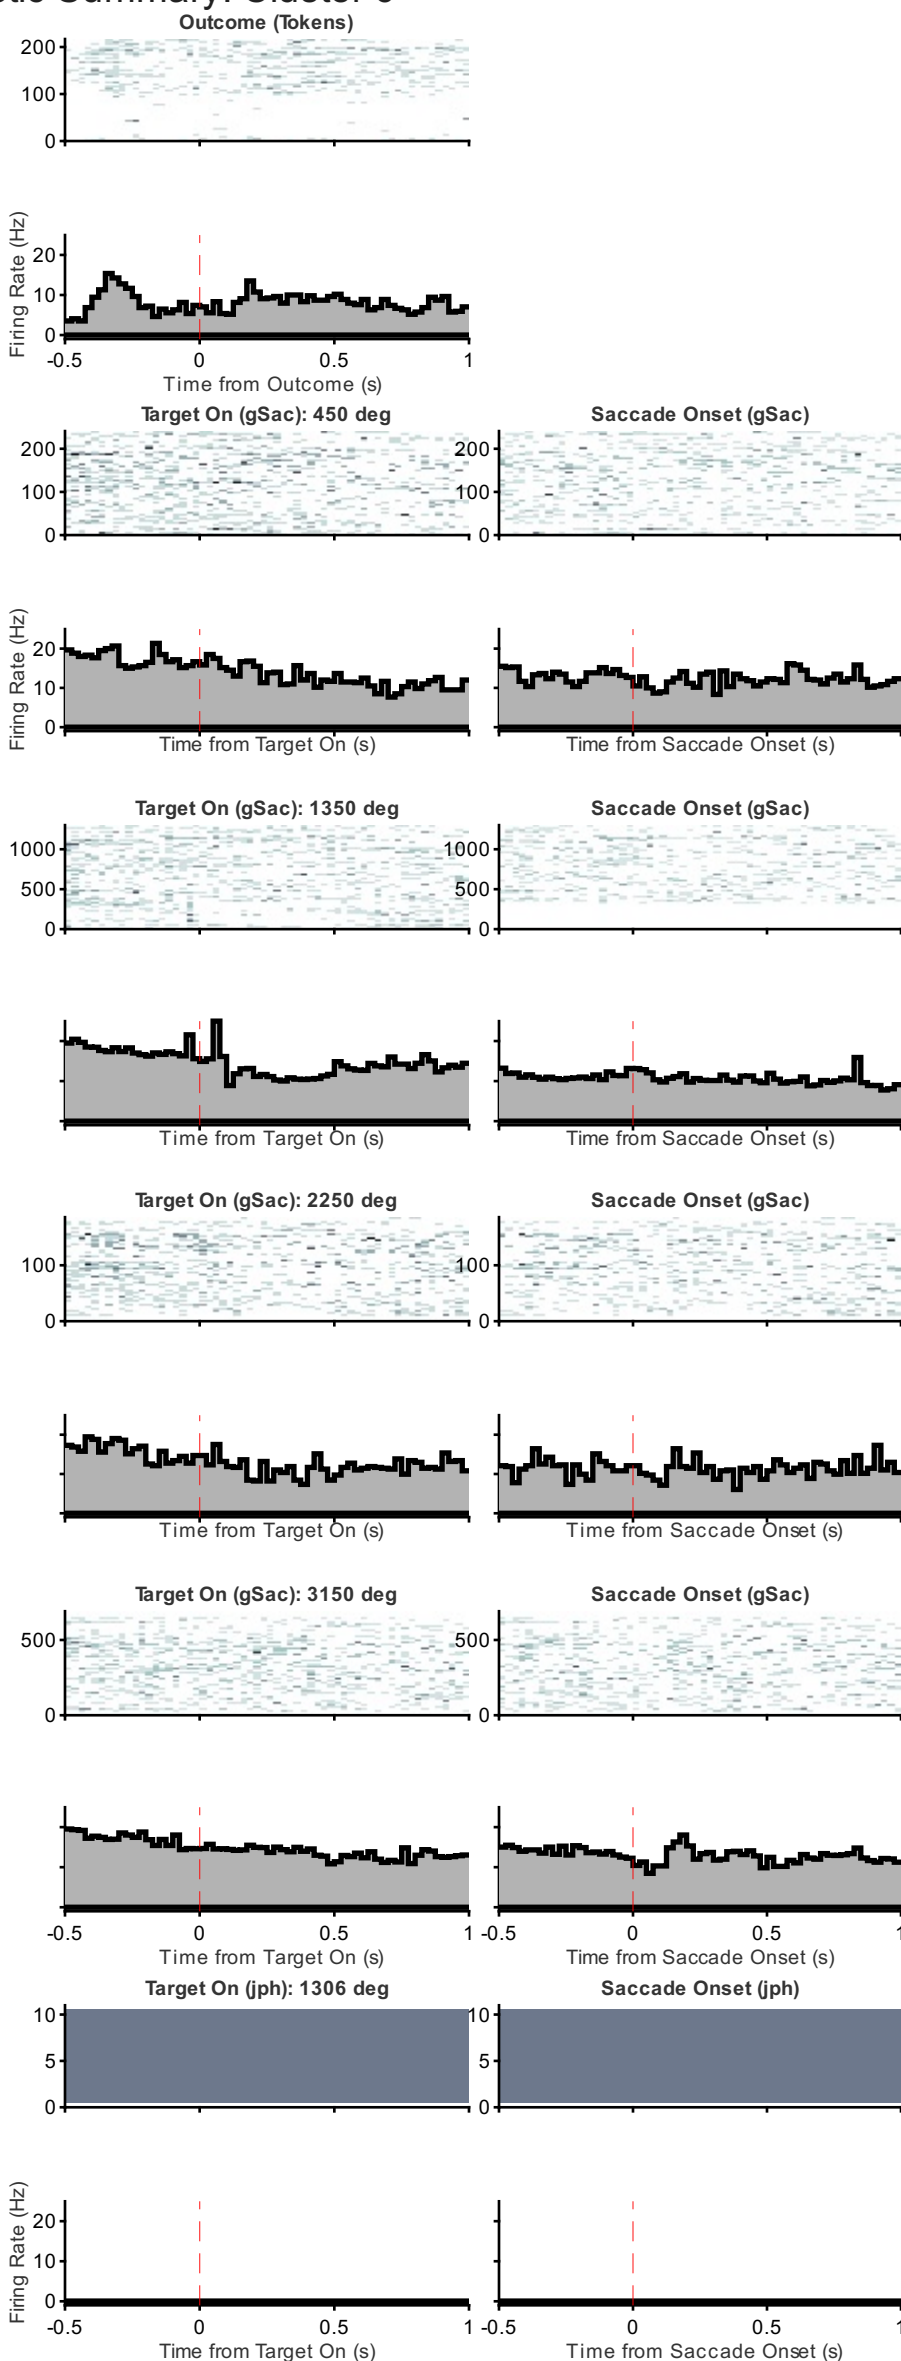 Summary: Cluster
Outcome (Tokens)
200
100
0
Firing Rate (Hz)
20
10
0
-0.5 0 0.5 1
Time from Outcome (s)
Target On (gSac): 450 deg Saccade Onset (gSac)
200 200
100 100
0 0
Firing Rate (Hz)
20
10
0
Time from Target On (s) Time from Saccade Onset (s)
Target On (gSac): 1350 deg Saccade Onset (gSac)
1000 1000
500 500
0 0
Time from Target On (s) Time from Saccade Onset (s)
Target On (gSac): 2250 deg Saccade Onset (gSac)
100 100
0 0
Time from Target On (s) Time from Saccade Onset (s)
Target On (gSac): 3150 deg Saccade Onset (gSac)
500 500
0 0
-0.5 0 0.5 1 -0.5 0 0.5 1
Time from Target On (s) Time from Saccade Onset (s)
Target On (jph): 1306 deg Saccade Onset (jph)
10 10
5 5
0 0
Firing Rate (Hz)
20
10
0
-0.5 0 0.5 1 -0.5 0 0.5 1
Time from Target On (s) Time from Saccade Onset (s)